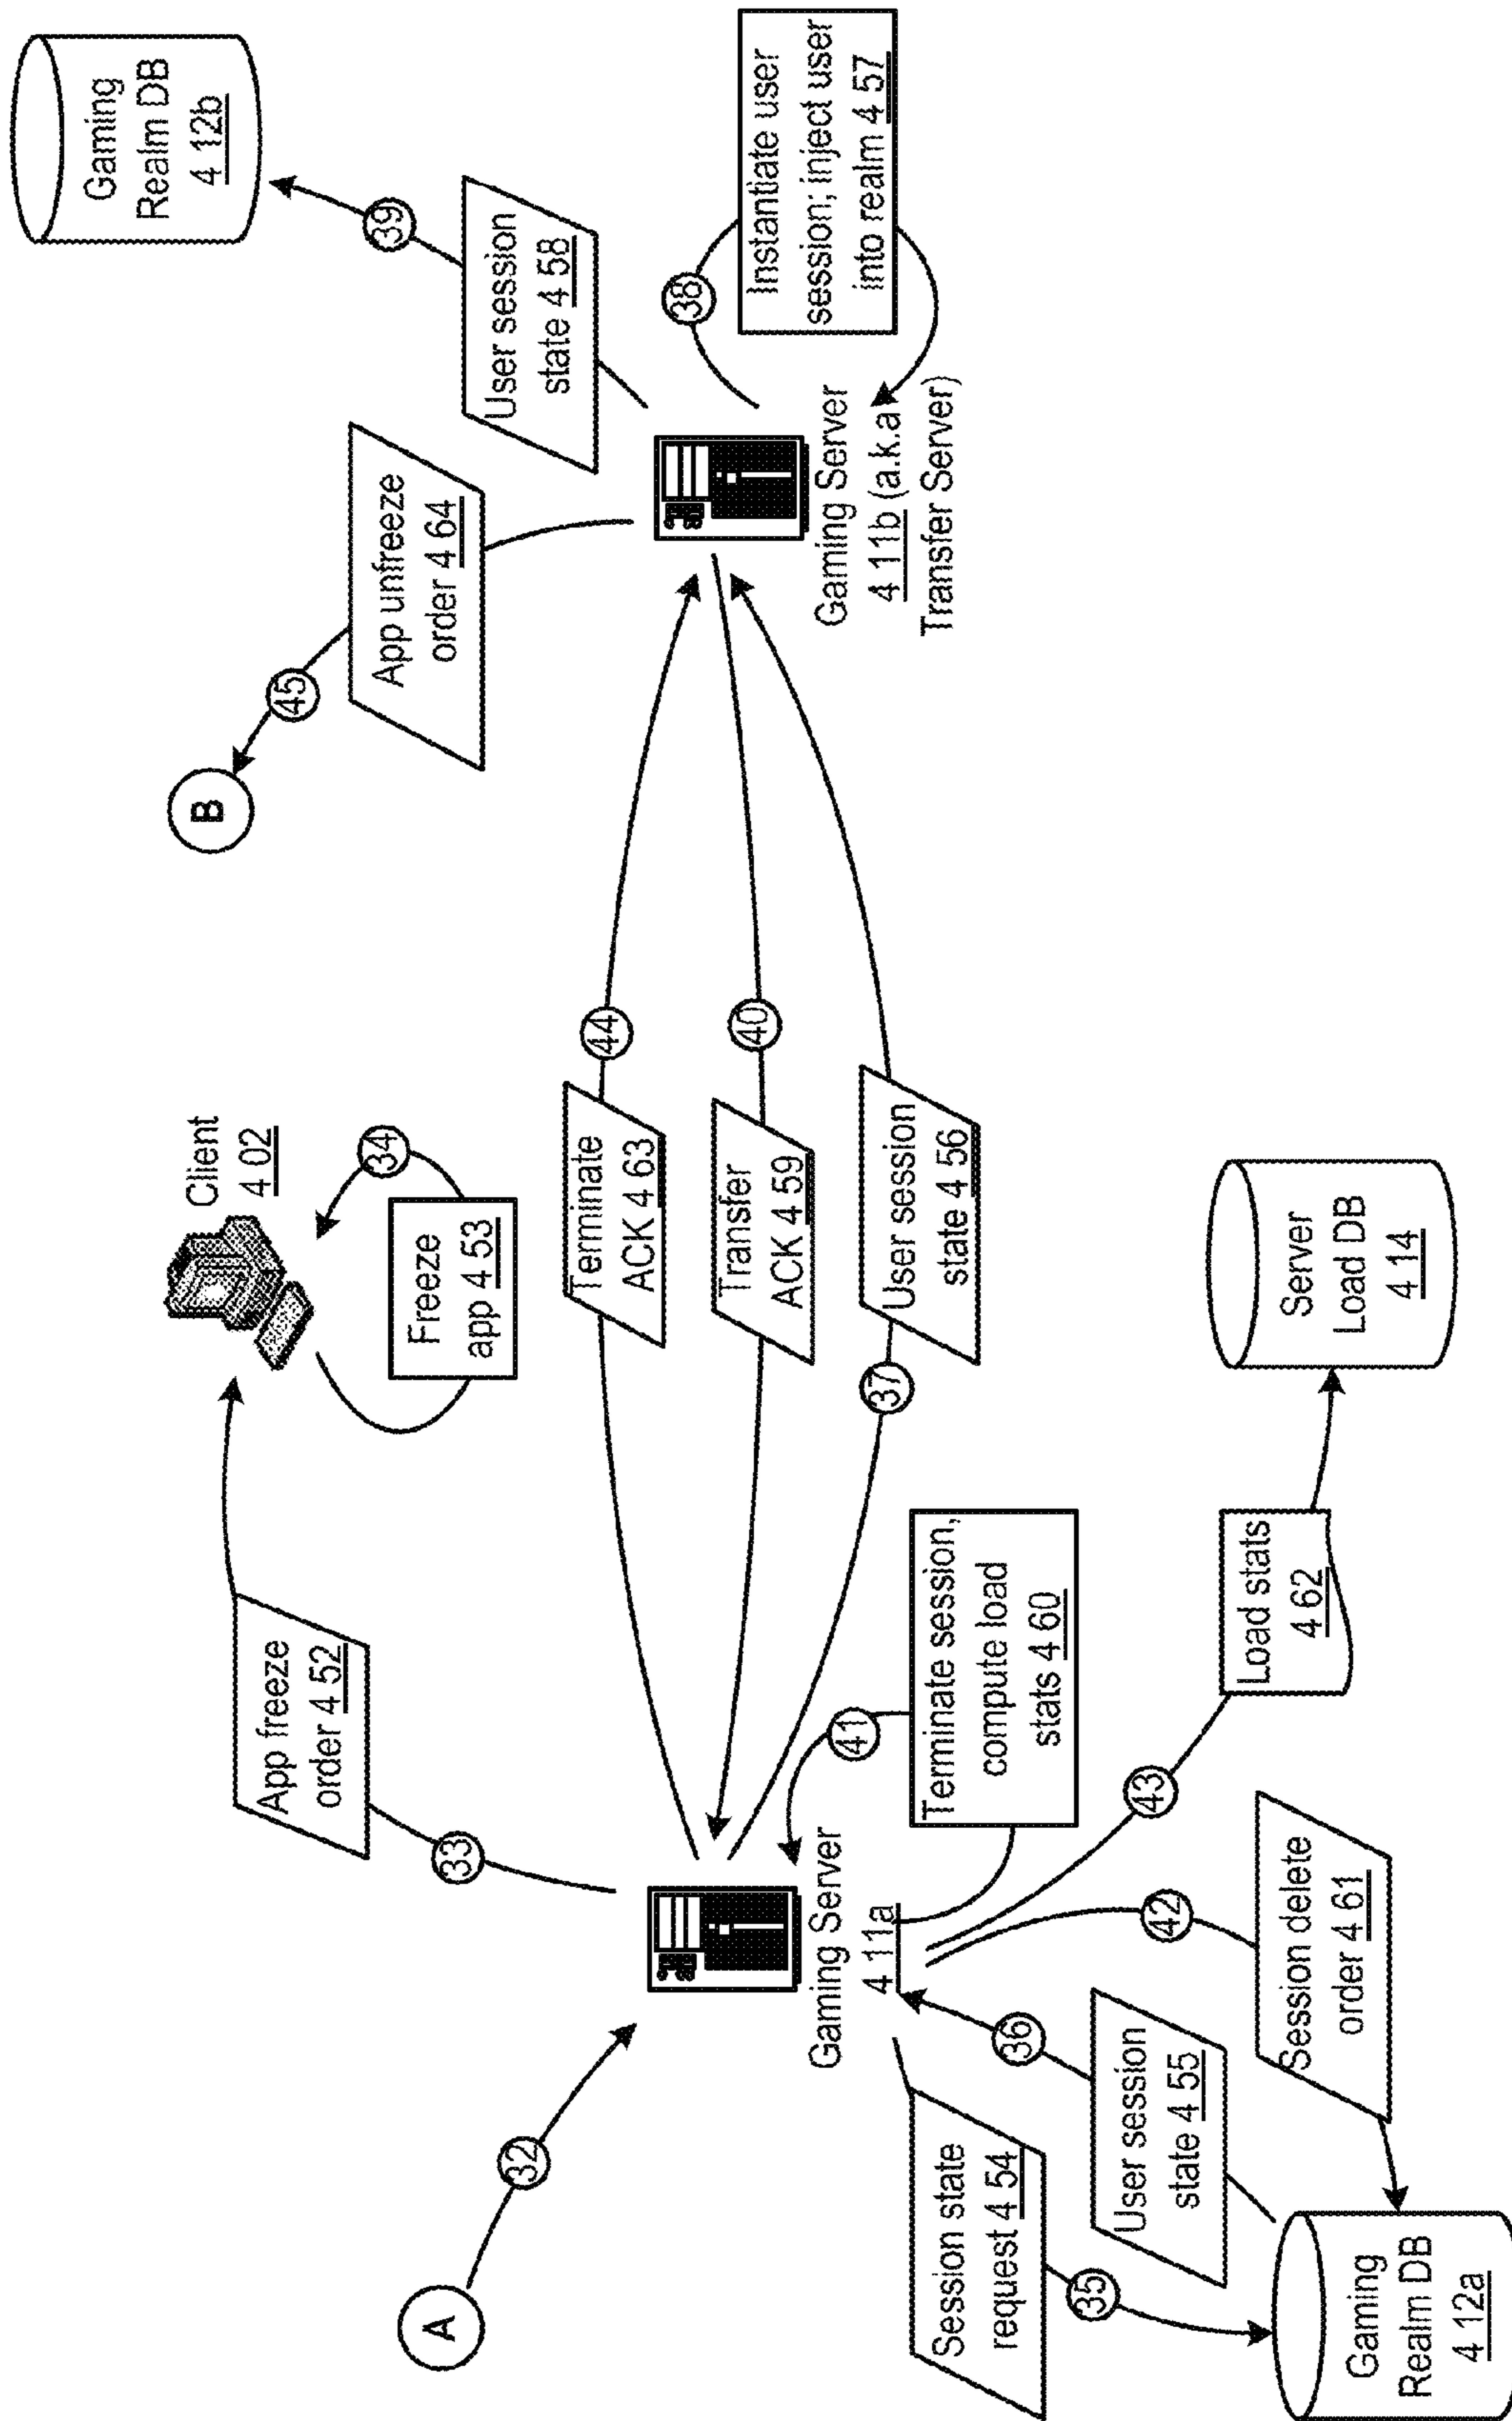 A
32
33
App freeze
order 4 52
Client
4 02
34
Freeze
app 4 53
B
45
App unfreeze
order 4 64
39
User session
state 4 58
Gaming
Realm DB
4 12b
Gaming Server
4 11a
44
Terminate
ACK 4 63
40
Transfer
ACK 4 59
37
User session
state 4 56
38
Instantiate user
session; inject user
into realm 4 57
Gaming Server
4 11b (a.k.a
Transfer Server)
41
Terminate session,
compute load
stats 4 60
Session state
request 4 54
35
36
User session
state 4 55
42
Session delete
order 4 61
43
Load stats
4 62
Gaming
Realm DB
4 12a
Server
Load DB
4 14